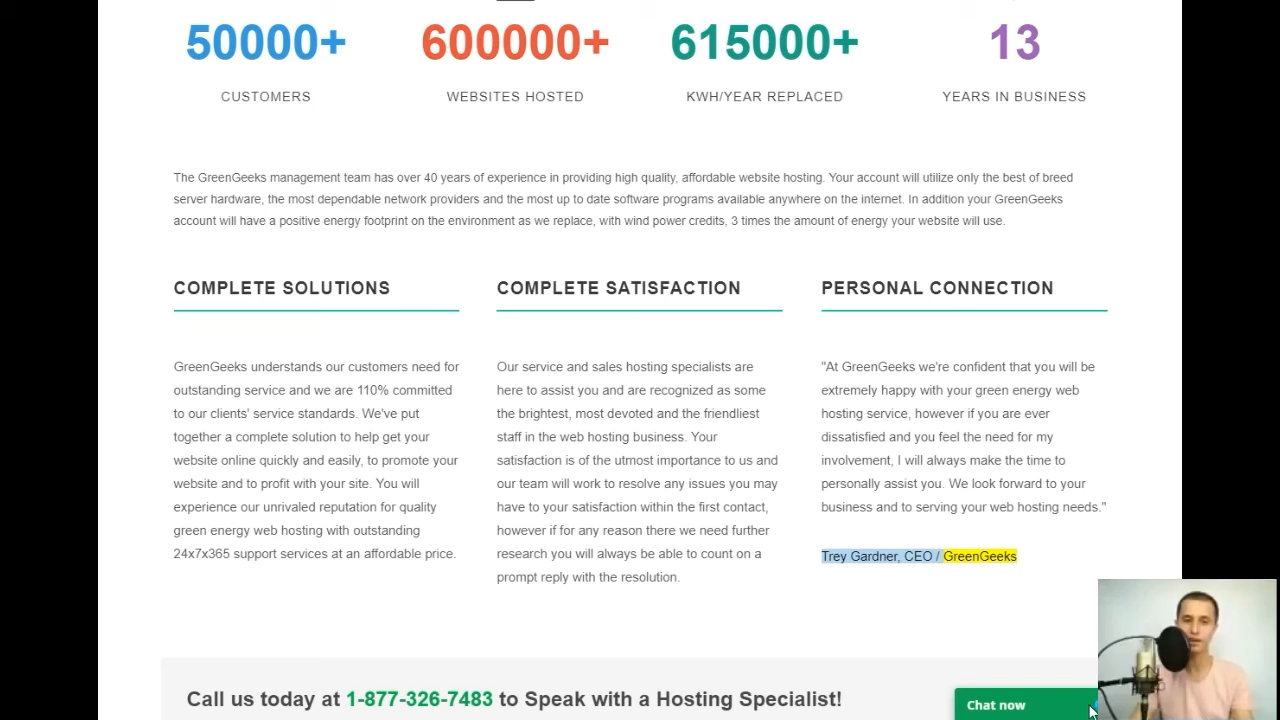 50000+ 600000+ 615000+ 13
CUSTOMERS WEBSITES HOSTED KWH/YEAR REPLACED YEARS IN BUSINESS
The GreenGeeks management team has over 40 years of experience in providing high quality, affordable website hosting. Your account will utilize only the best of breed
server hardware, the most dependable network providers and the most up to date software programs available anywhere on the internet. In addition your GreenGeeks
account will have a positive energy footprint on the environment as we replace, with wind power credits, 3 times the amount of energy your website will use.
COMPLETE SOLUTIONS
GreenGeeks understands our customers need for
outstanding service and we are 110% committed
to our clients' service standards. We've put
together a complete solution to help get your
website online quickly and easily, to promote your
website and to profit with your site. You will
experience our unrivaled reputation for quality
green energy web hosting with outstanding
24x7x365 support services at an affordable price.
COMPLETE SATISFACTION
Our service and sales hosting specialists are
here to assist you and are recognized as some
the brightest, most devoted and the friendliest
staff in the web hosting business. Your
satisfaction is of the utmost importance to us and
our team will work to resolve any issues you may
have to your satisfaction within the first contact,
however if for any reason there we need further
research you will always be able to count on a
prompt reply with the resolution.
PERSONAL CONNECTION
"At GreenGeeks we're confident that you will be
extremely happy with your green energy web
hosting service, however if you are ever
dissatisfied and you feel the need for my
involvement, I will always make the time to
personally assist you. We look forward to your
business and to serving your web hosting needs."
Trey Gardner, CEO / GreenGeeks
Call us today at 1-877-326-7483 to Speak with a Hosting Specialist!
Chat now